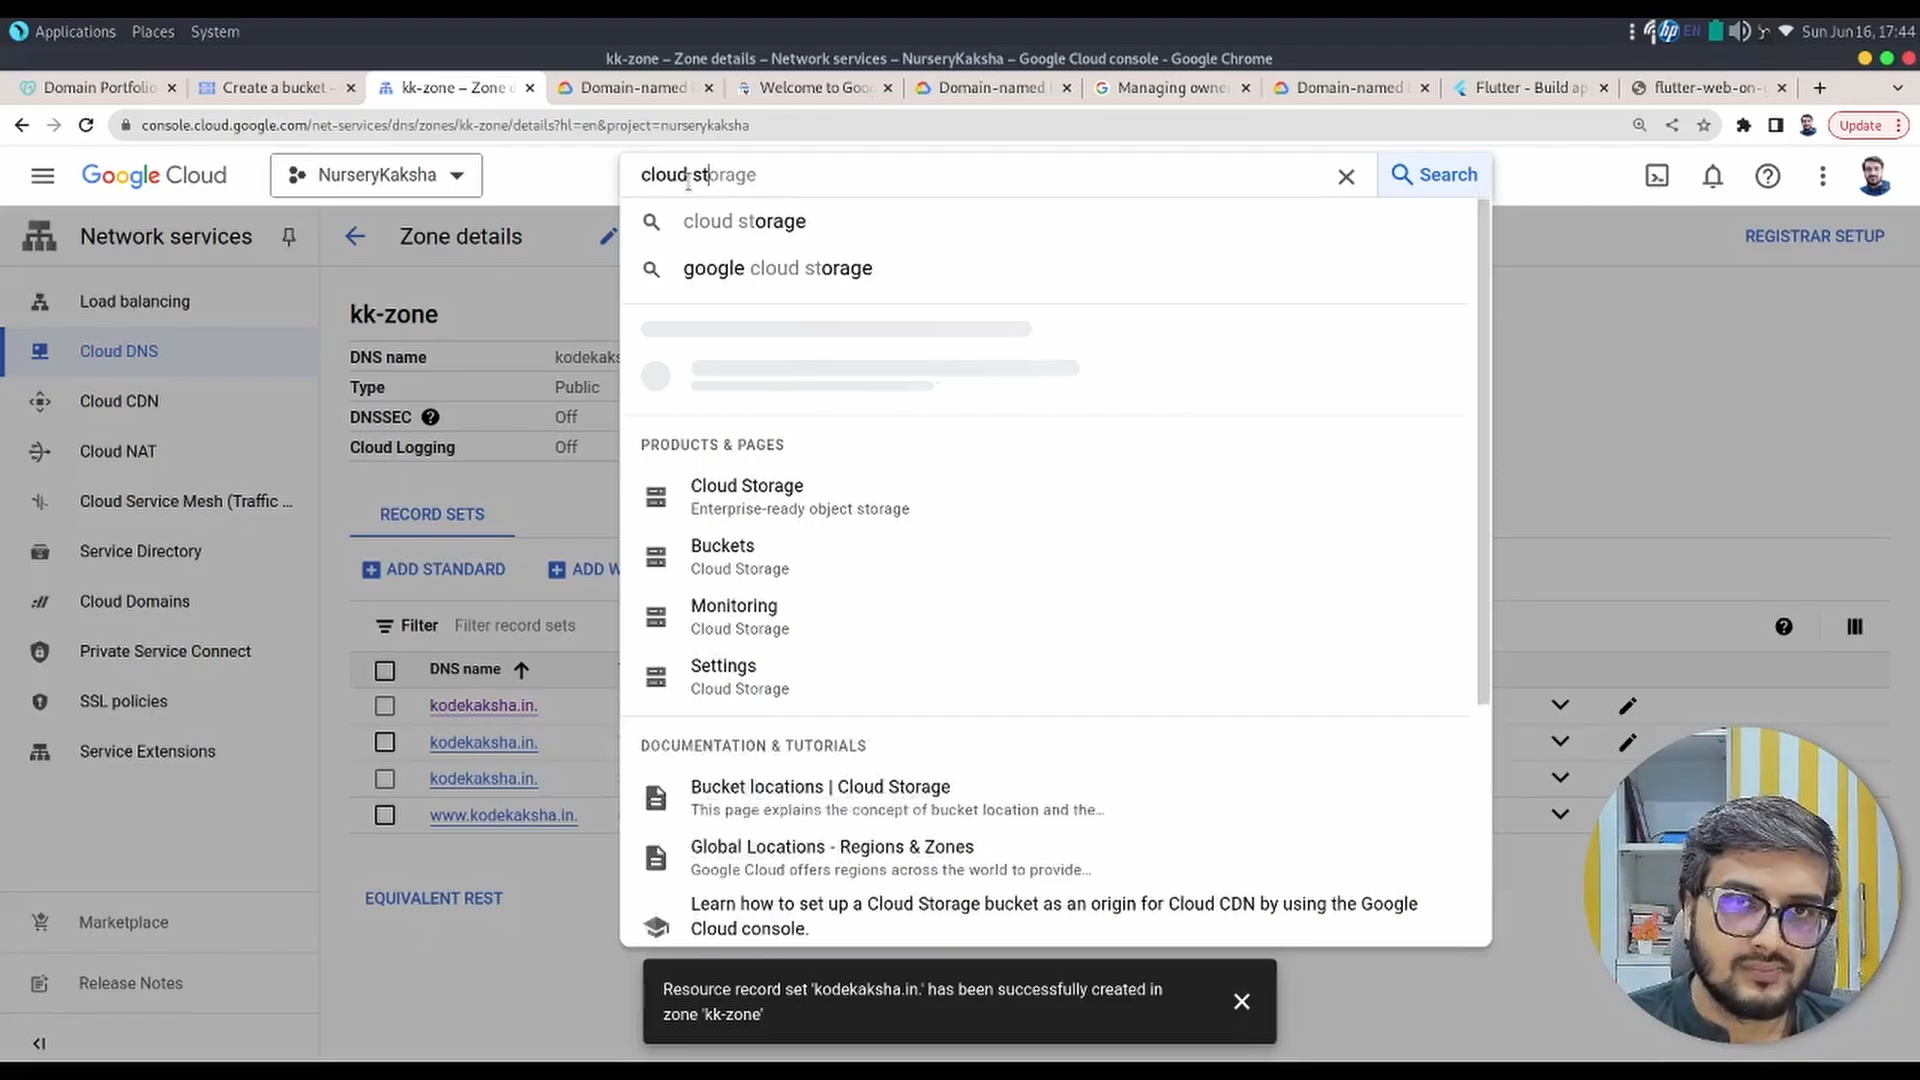 Applications Places System
EN
Sun Jun 16, 17:44
kk-zone – Zone details – Network services – NurseryKaksha – Google Cloud console - Google Chrome
Domain Portfolio
Create a bucket –
kk-zone – Zone d
Domain-named
Welcome to Goo
Domain-named
Managing owne
Domain-named
Flutter - Build ap
flutter-web-on-
console.cloud.google.com/net-services/dns/zones/kk-zone/details?hl=en&project=nurserykaksha
Update
Google Cloud
NurseryKaksha
cloud storage
Search
Network services
Zone details
REGISTRAR SETUP
cloud storage
google cloud storage
Load balancing
Cloud DNS
Cloud CDN
Cloud NAT
Cloud Service Mesh (Traffic ...
Service Directory
Cloud Domains
Private Service Connect
SSL policies
Service Extensions
Marketplace
Release Notes
kk-zone
DNS name kodekaks
Type Public
DNSSEC Off
Cloud Logging Off
RECORD SETS
ADD STANDARD
ADD W
Filter Filter record sets
DNS name
kodekaksha.in.
kodekaksha.in.
kodekaksha.in.
www.kodekaksha.in.
EQUIVALENT REST
PRODUCTS & PAGES
Cloud Storage
Enterprise-ready object storage
Buckets
Cloud Storage
Monitoring
Cloud Storage
Settings
Cloud Storage
DOCUMENTATION & TUTORIALS
Bucket locations | Cloud Storage
This page explains the concept of bucket location and the...
Global Locations - Regions & Zones
Google Cloud offers regions across the world to provide...
Learn how to set up a Cloud Storage bucket as an origin for Cloud CDN by using the Google
Cloud console.
Resource record set 'kodekaksha.in.' has been successfully created in
zone 'kk-zone'